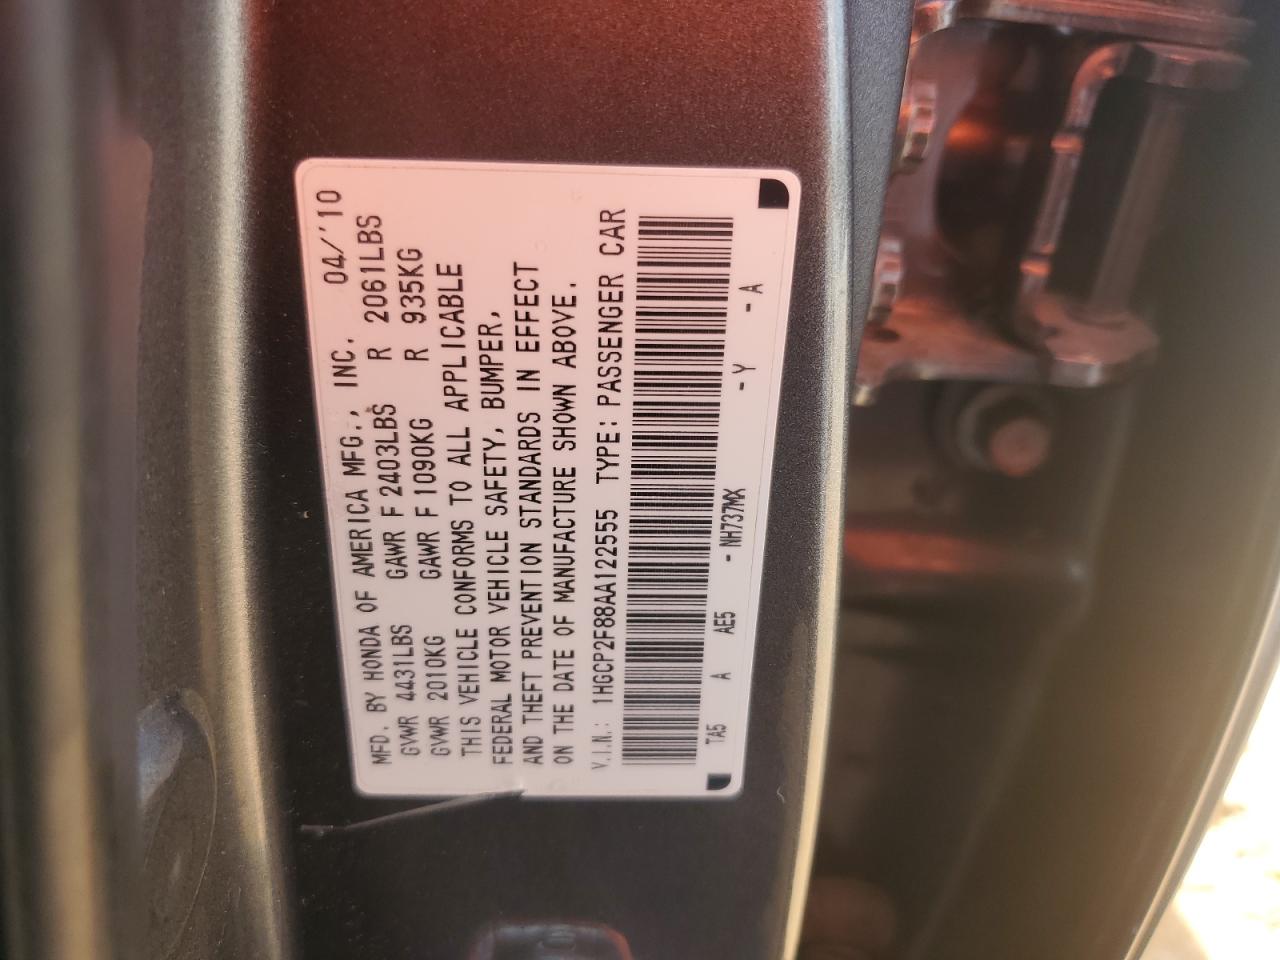 MFD. BY HONDA OF AMERICA MFG., INC. 04/'10
GVWR 4431LBS GAWR F 2403LBS R 2061LBS
GVWR 2010KG GAWR F 1090KG R 935KG
THIS VEHICLE CONFORMS TO ALL APPLICABLE
FEDERAL MOTOR VEHICLE SAFETY, BUMPER,
AND THEFT PREVENTION STANDARDS IN EFFECT
ON THE DATE OF MANUFACTURE SHOWN ABOVE.
V.I.N.: 1HGCP2F88AA122555 TYPE: PASSENGER CAR
TA5 A AE5 - NH737MX - Y - A